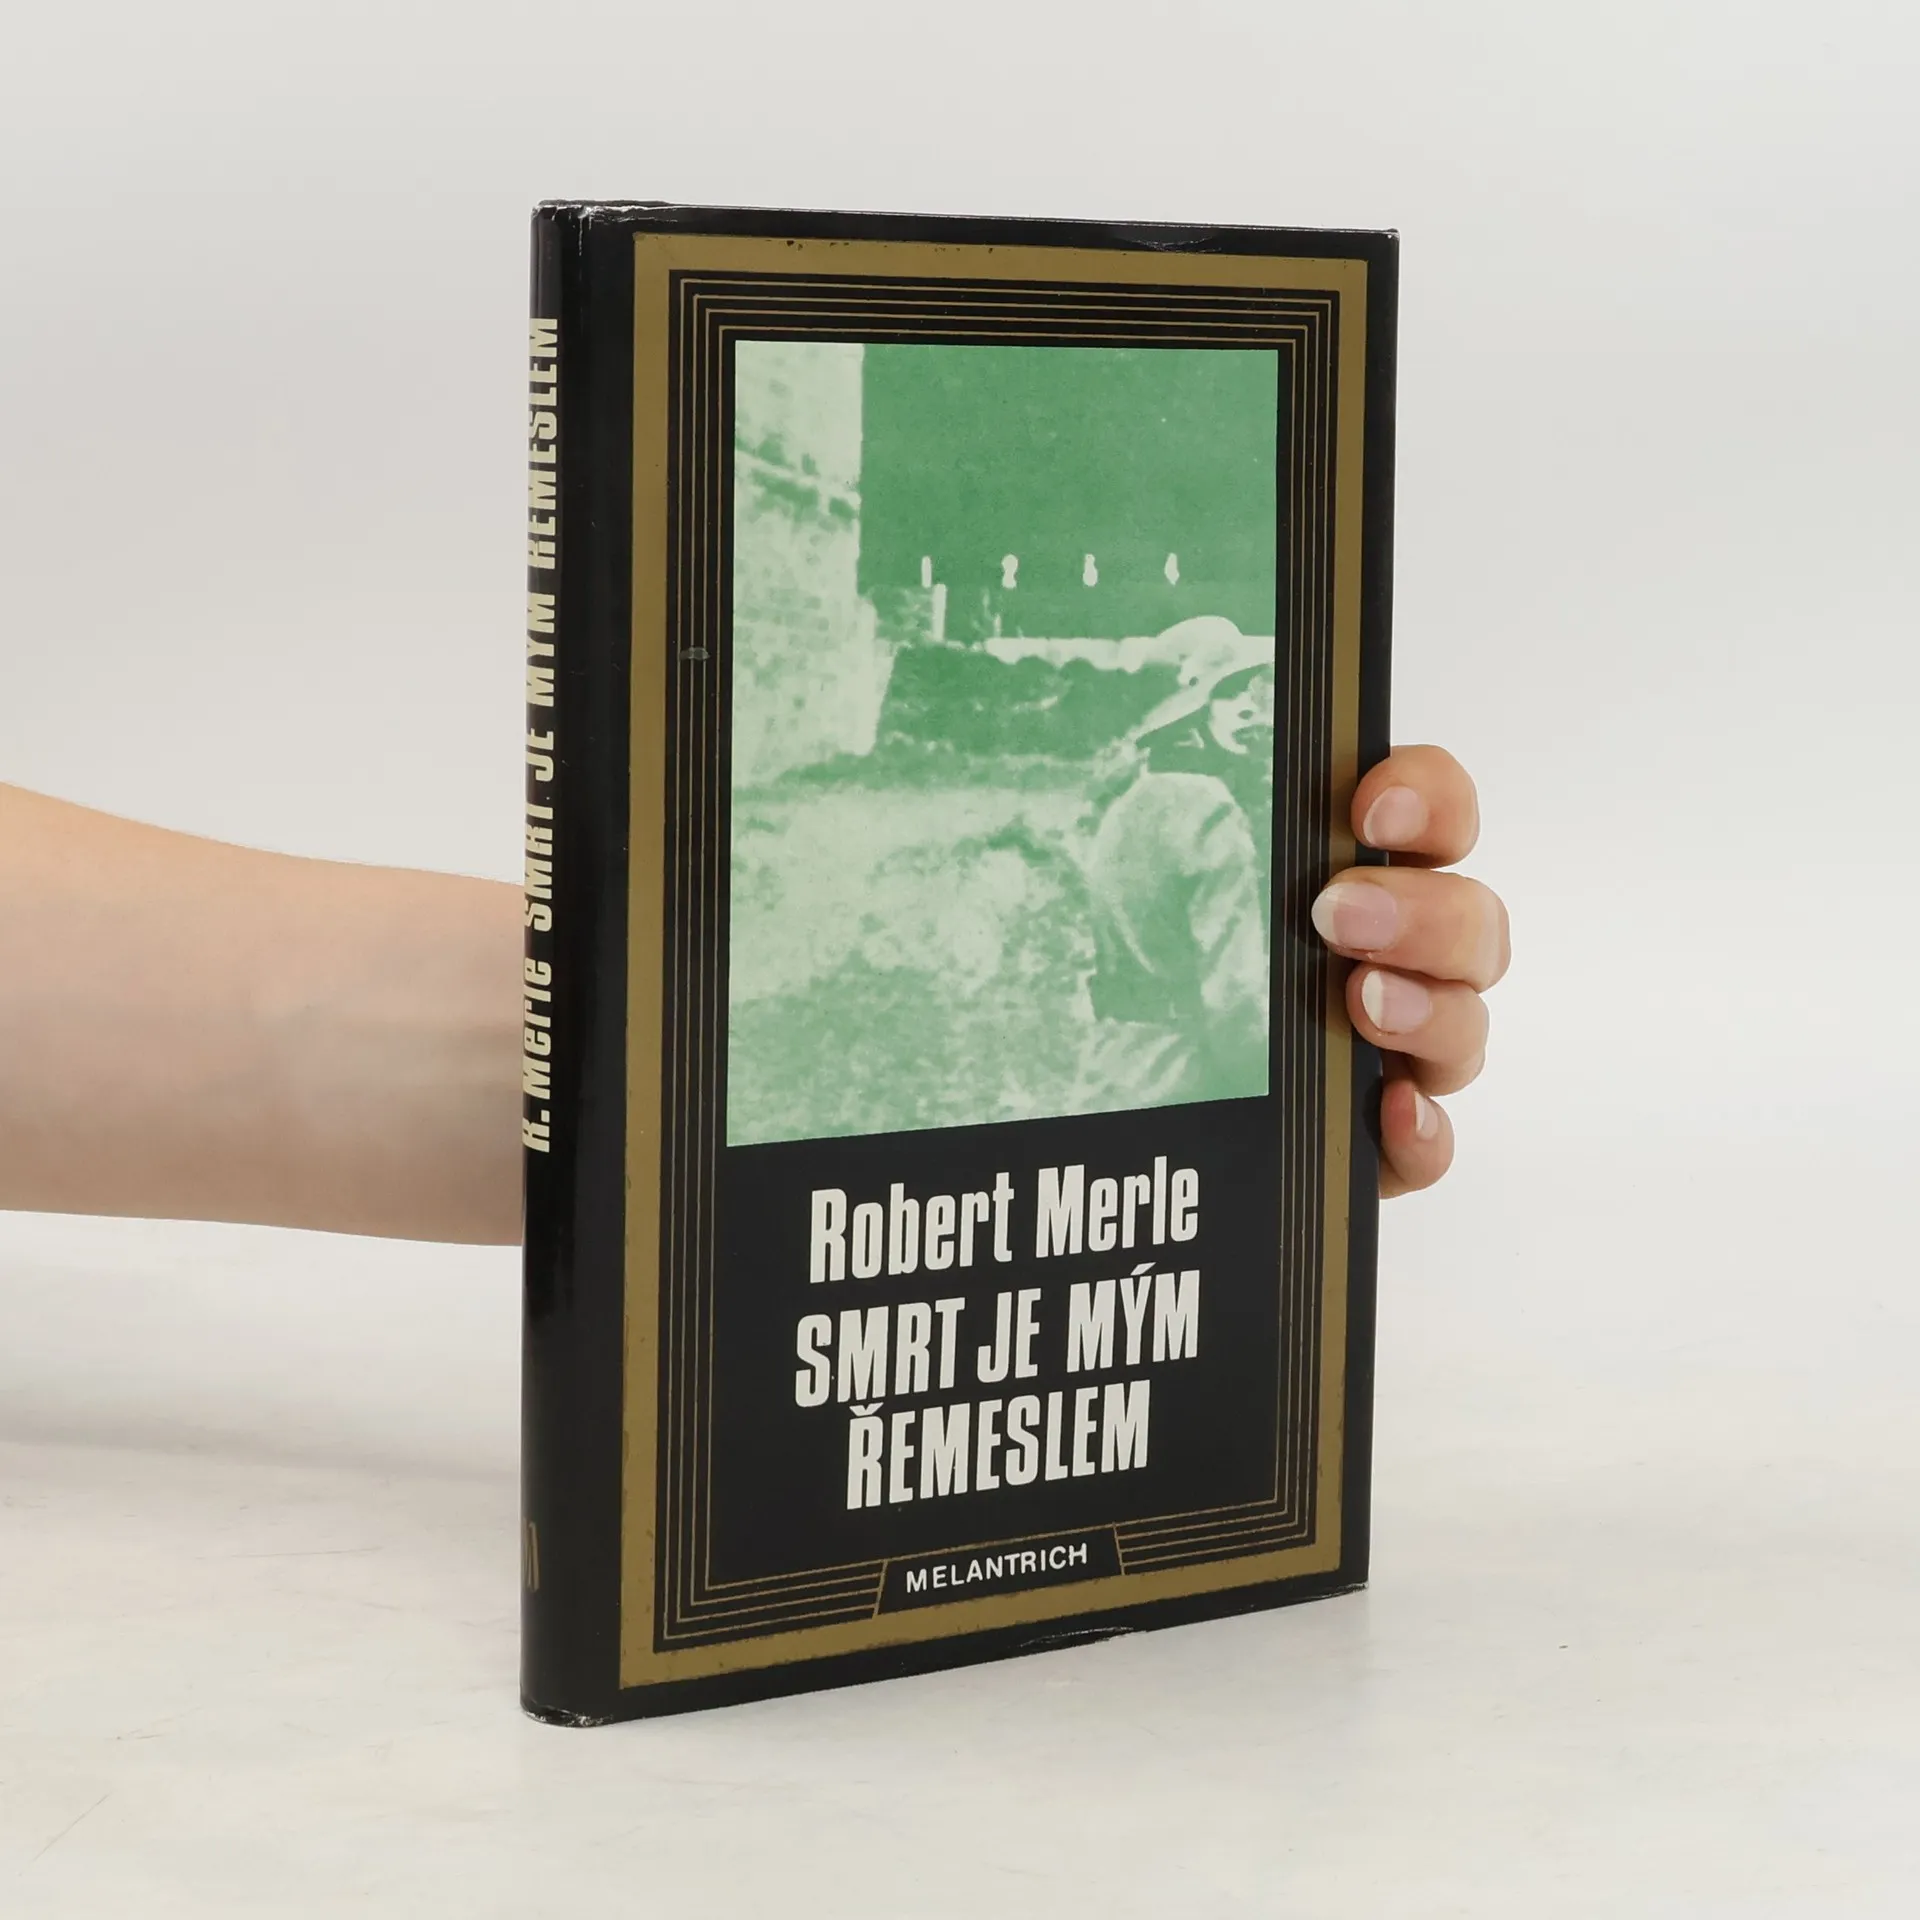 R. Merle SMRT JE MÝM ŘEMESLEM
Robert Merle
SMRT JE MÝM
ŘEMESLEM
MELANTRICH